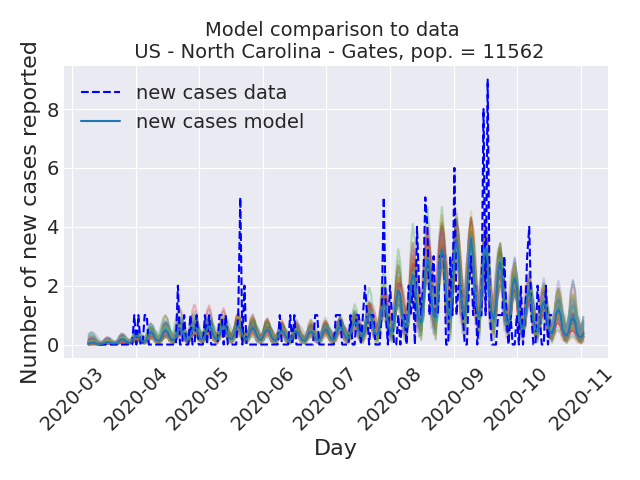 Model comparison to data
US - North Carolina - Gates, pop. = 11562
Number of new cases reported
8
6
4
2
0
new cases data
new cases model
2020-03
2020-04
2020-05
2020-06
2020-07
2020-08
2020-09
2020-10
2020-11
Day